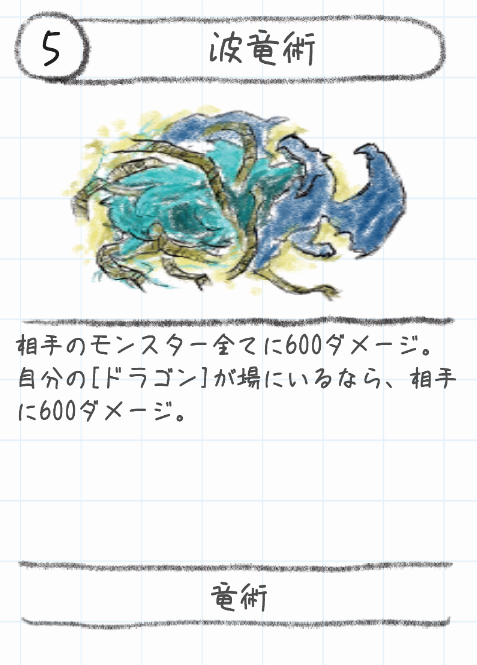 5
波竜術
相手のモンスター全てに600ダメージ。
自分の[ドラゴン]が場にいるなら、相手
に600ダメージ。
竜術